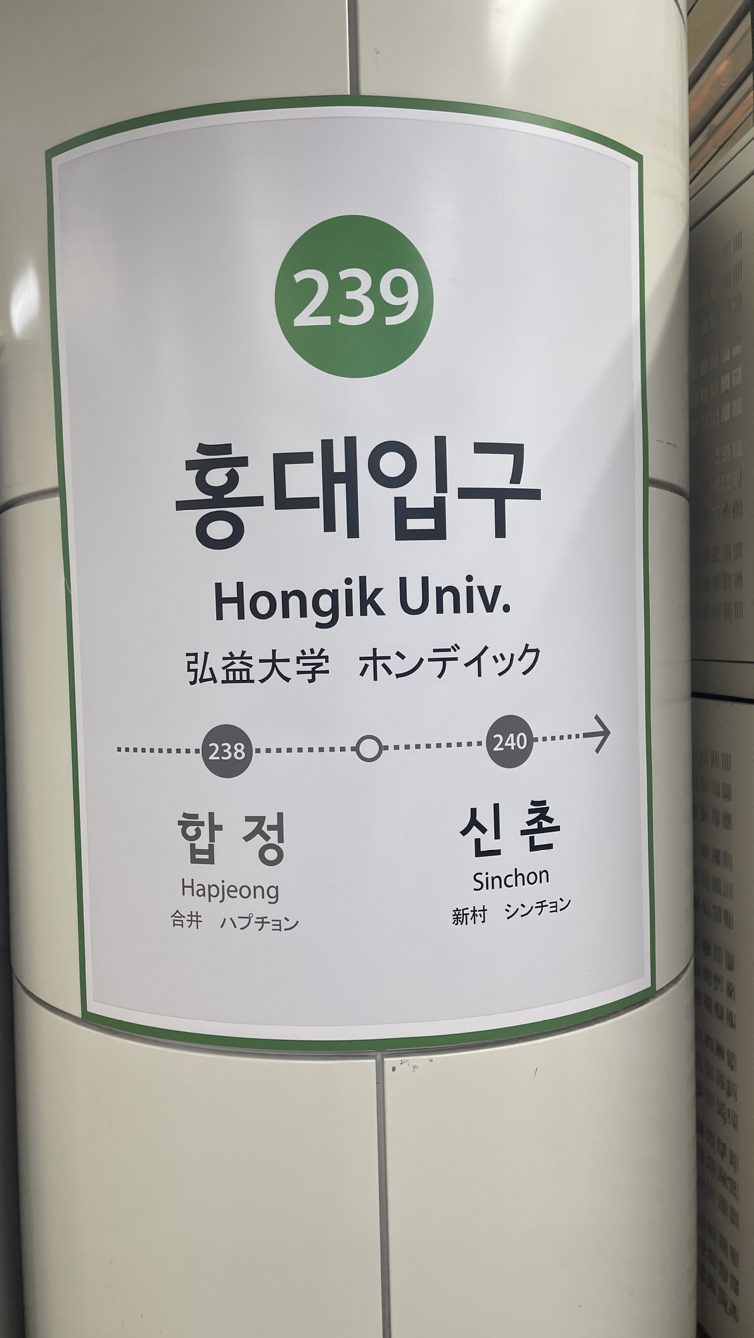 239
홍대입구
Hongik Univ.
弘益大学 ホンデイック
238 240
합정 신촌
Hapjeong Sinchon
合井 ハプチョン 新村 シンチョン